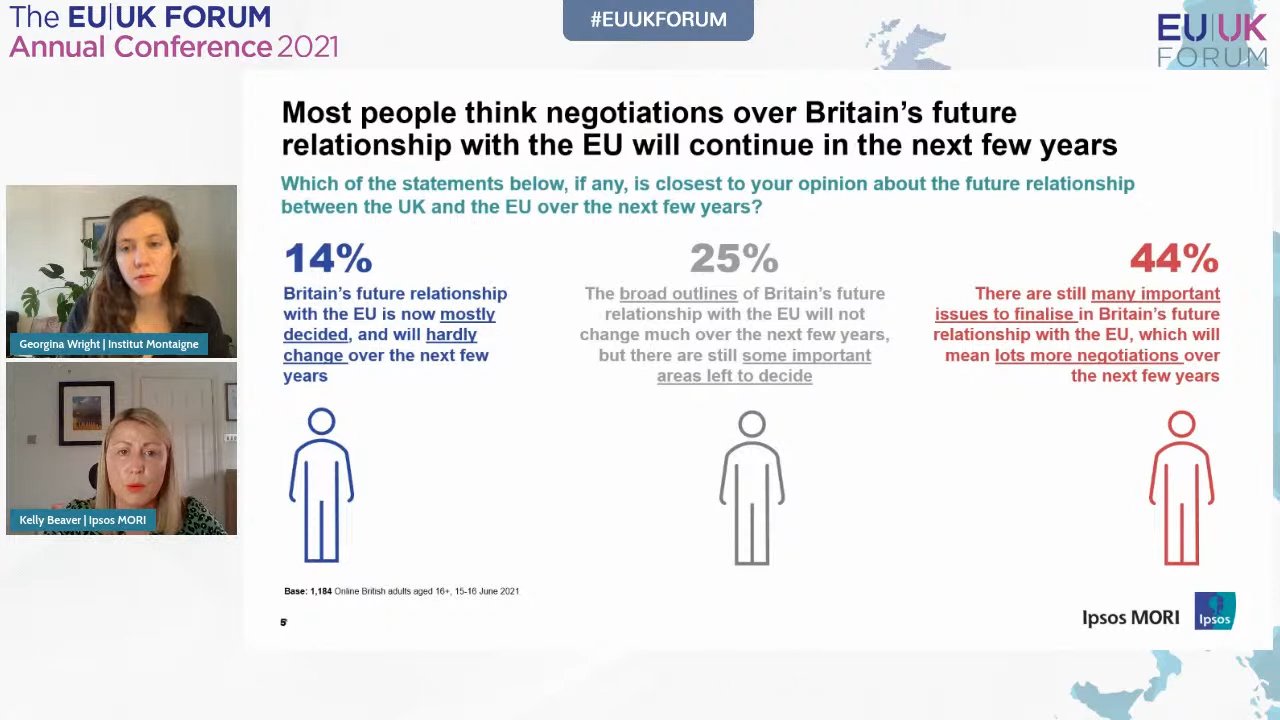 The EU|UK FORUM
Annual Conference 2021
#EUUKFORUM
EU|UK
FORUM
Most people think negotiations over Britain's future
relationship with the EU will continue in the next few years
Which of the statements below, if any, is closest to your opinion about the future relationship
between the UK and the EU over the next few years?
14%
Britain's future relationship
with the EU is now mostly
decided, and will hardly
change over the next few
years
25%
The broad outlines of Britain's future
relationship with the EU will not
change much over the next few years,
but there are still some important
areas left to decide
44%
There are still many important
issues to finalise in Britain's future
relationship with the EU, which will
mean lots more negotiations over
the next few years
Georgina Wright | Institut Montaigne
Kelly Beaver | Ipsos MORI
Base: 1,184 Online British adults aged 16+, 15-16 June 2021
5
Ipsos MORI
Ipsos